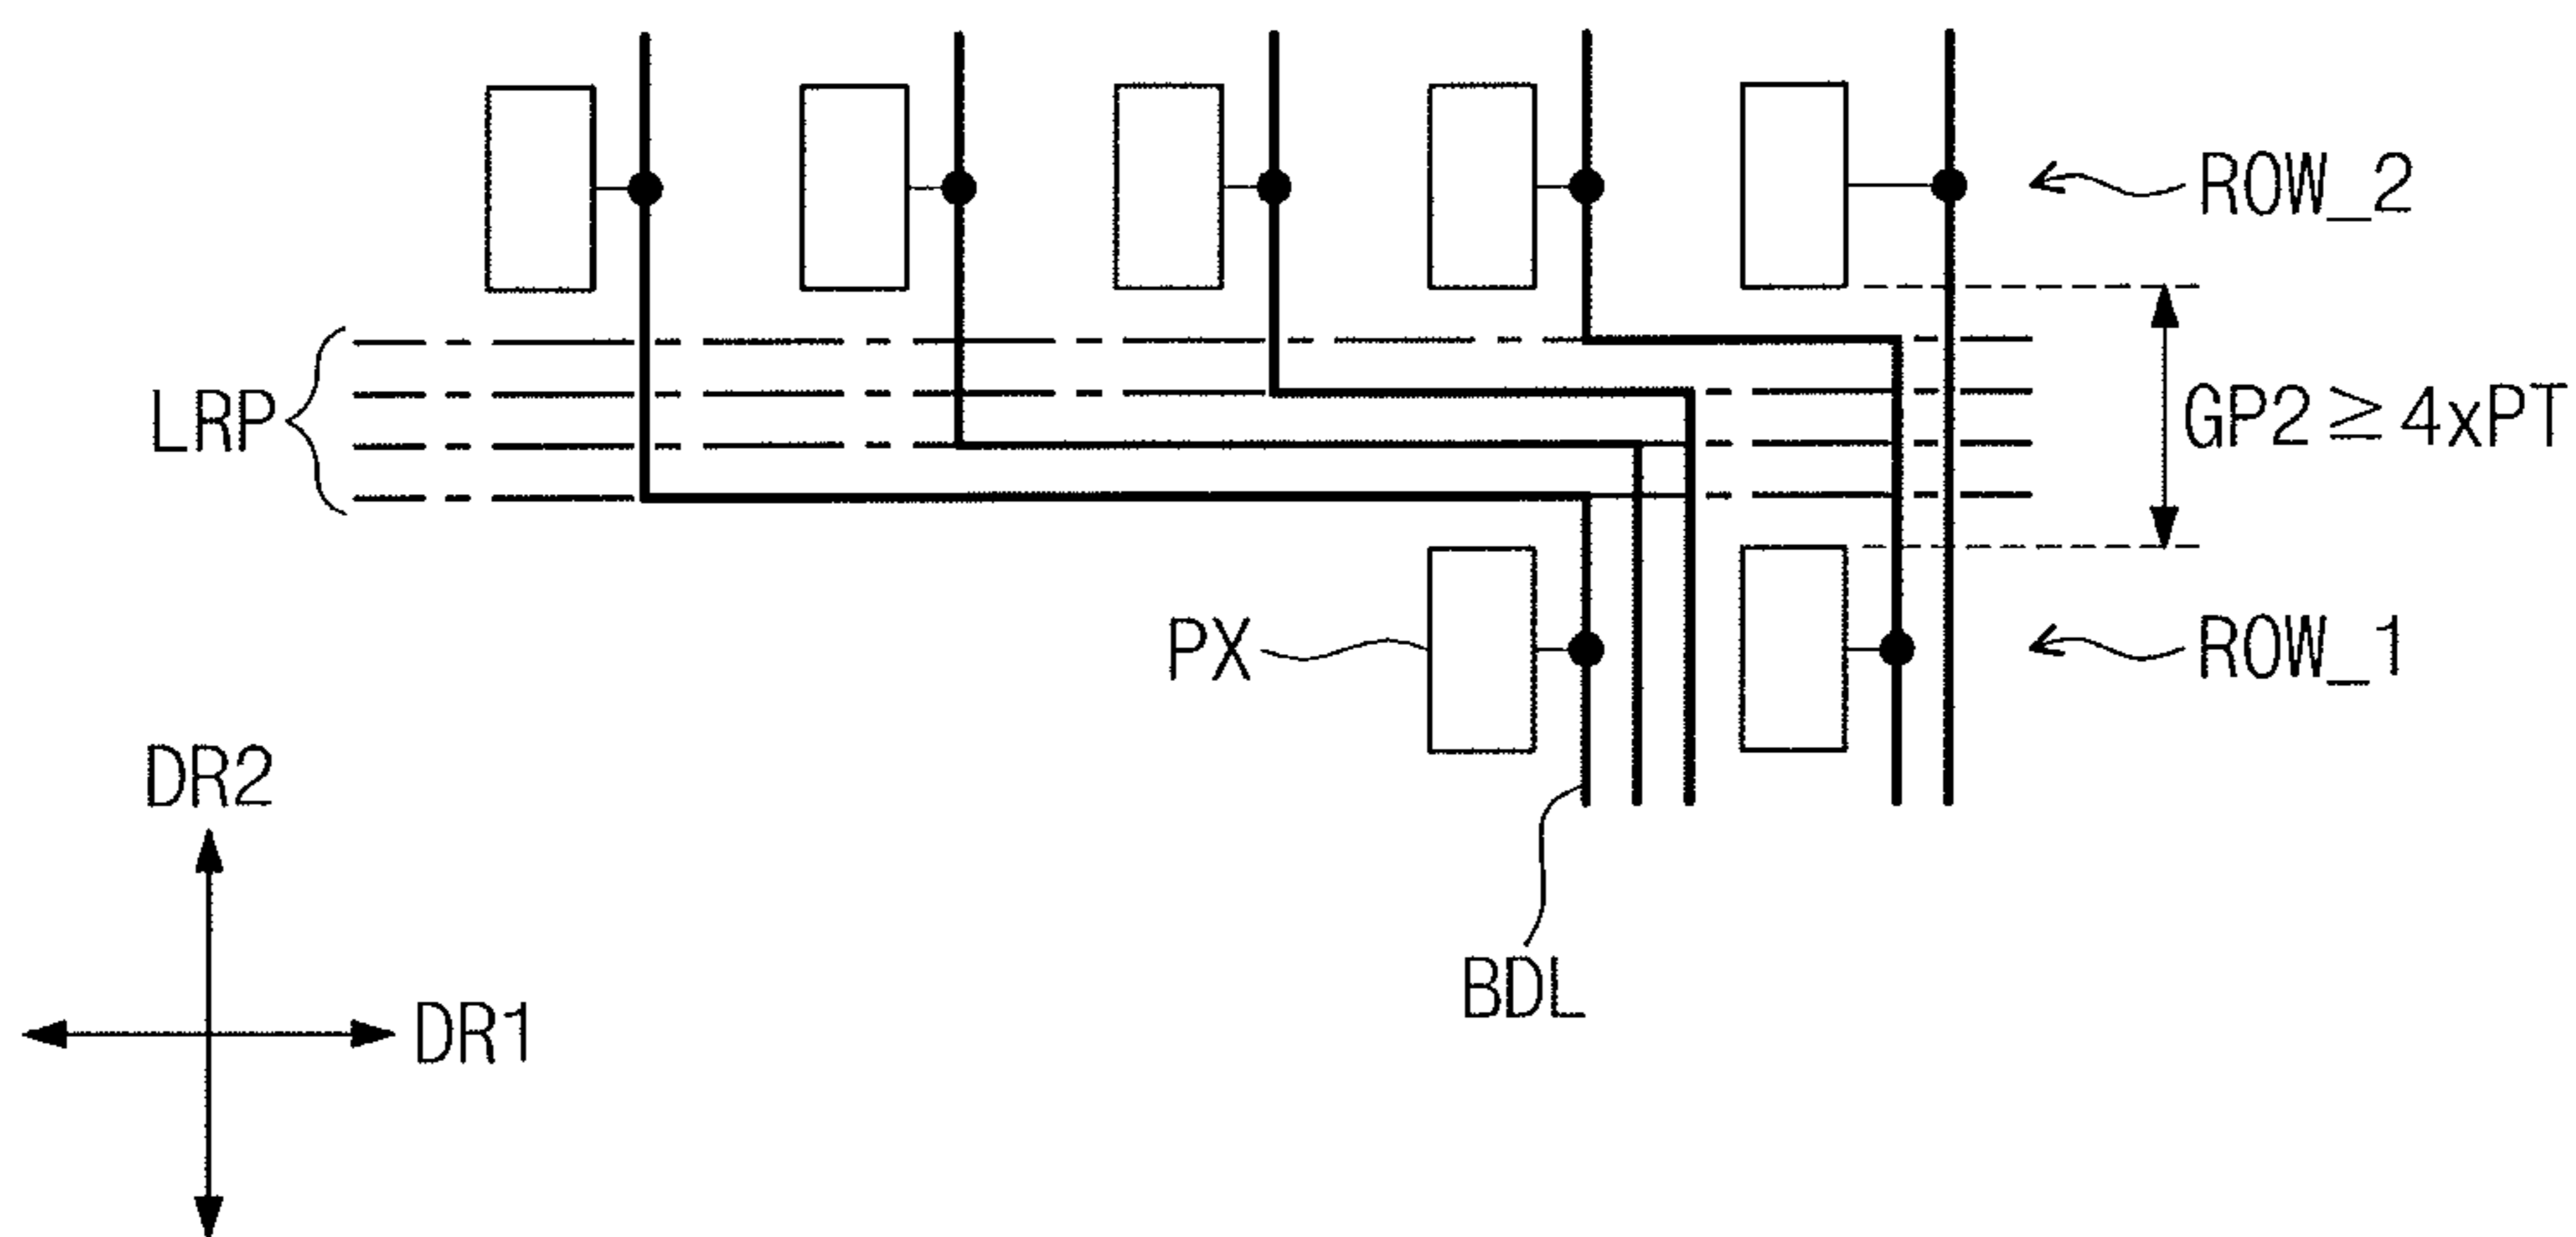 ROW_2
LRP
GP2≧4xPT
PX
ROW_1
DR2
BDL
DR1